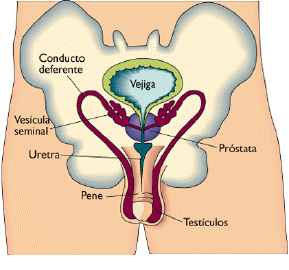 Conducto
deferente
Vejiga
Vesícula
seminal
Próstata
Uretra
Pene
Testículos